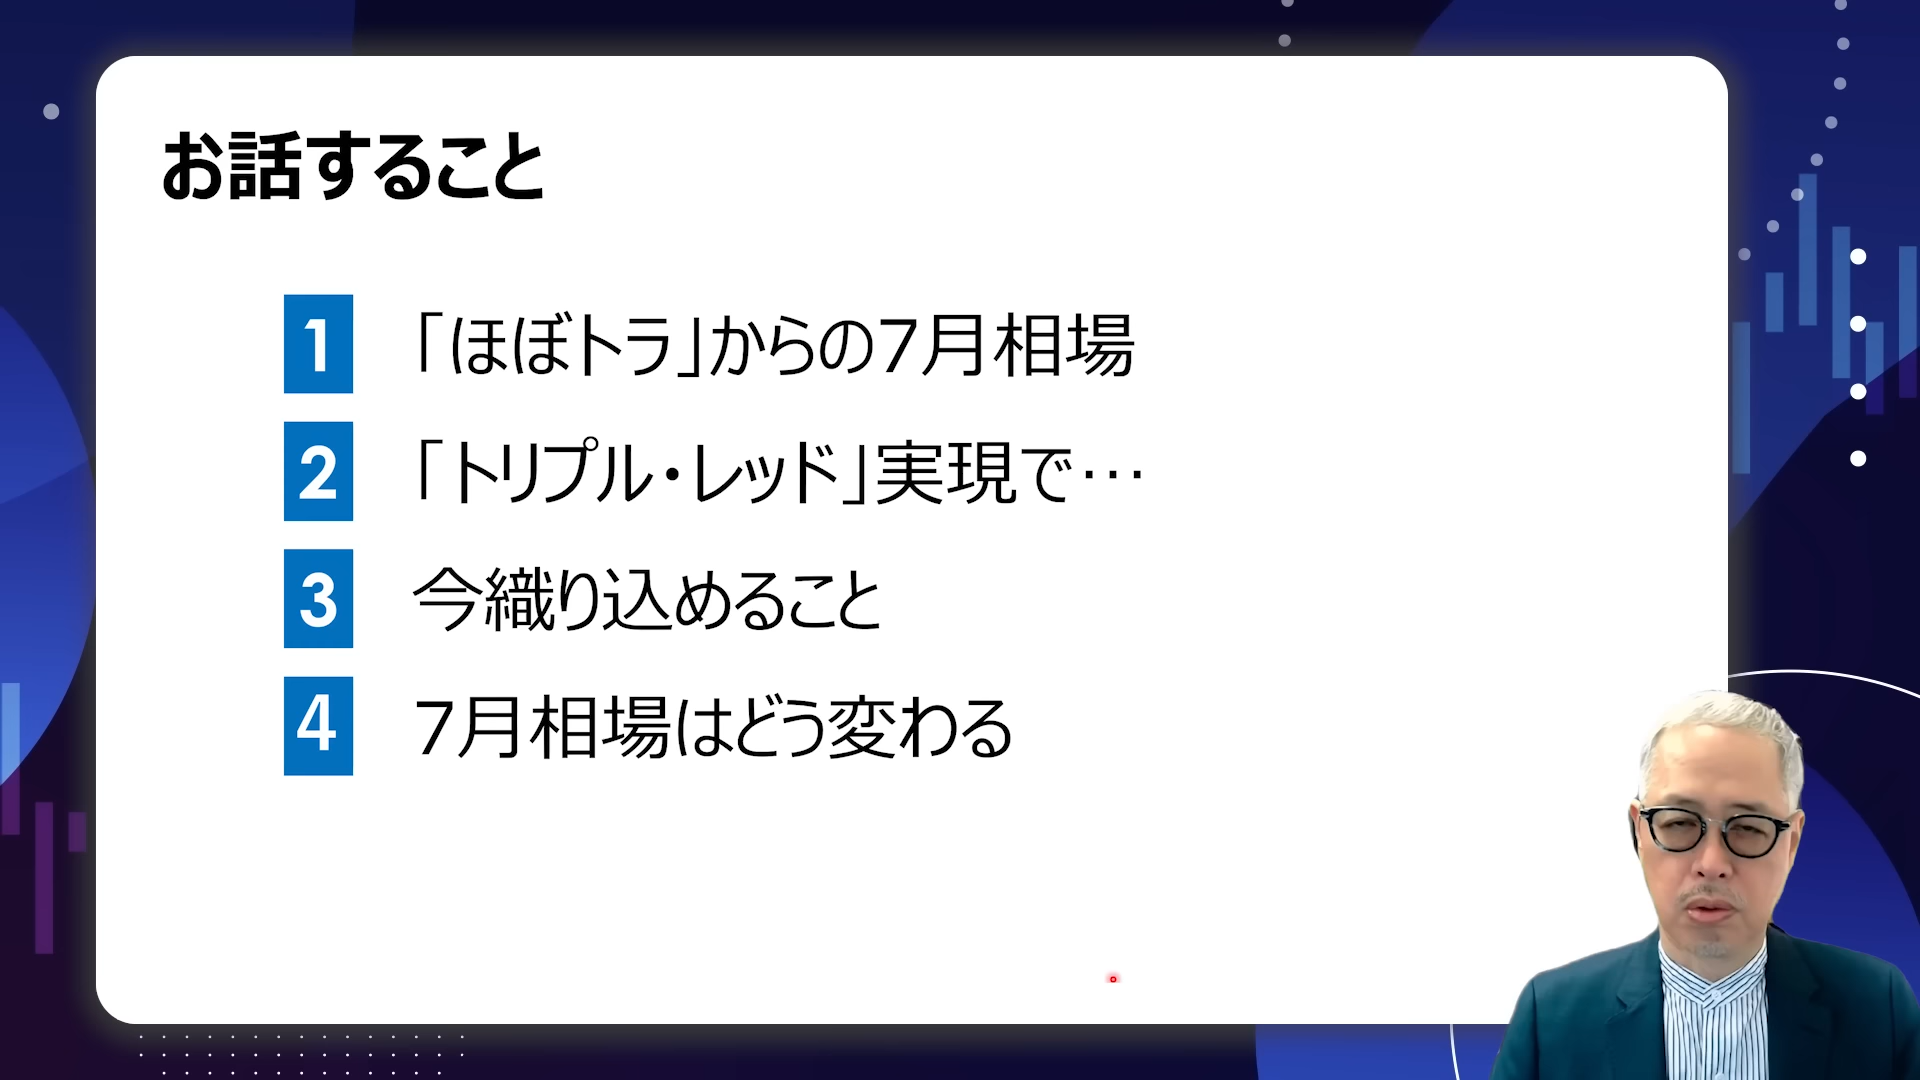 お話すること
1 「ほぼトラ」からの7月相場
2 「トリプル・レッド」実現で…
3 今織り込めること
4 7月相場はどう変わる